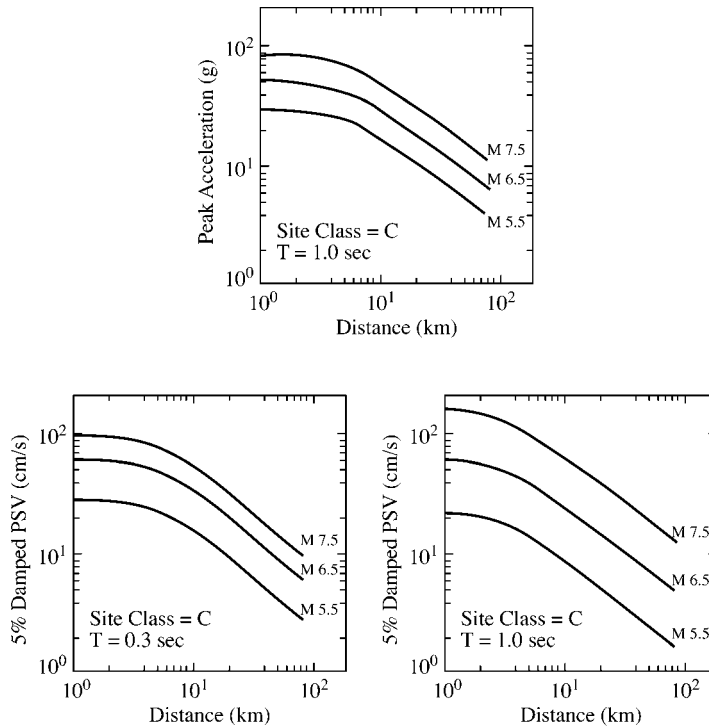 Peak Acceleration (g)
10²
10¹
10⁰
M 7.5
M 6.5
M 5.5
Site Class = C
T = 1.0 sec
10⁰ 10¹ 10²
Distance (km)
5% Damped PSV (cm/s)
10²
10¹
10⁰
M 7.5
M 6.5
M 5.5
Site Class = C
T = 0.3 sec
10⁰ 10¹ 10²
Distance (km)
5% Damped PSV (cm/s)
10²
10¹
10⁰
M 7.5
M 6.5
M 5.5
Site Class = C
T = 1.0 sec
10⁰ 10¹ 10²
Distance (km)